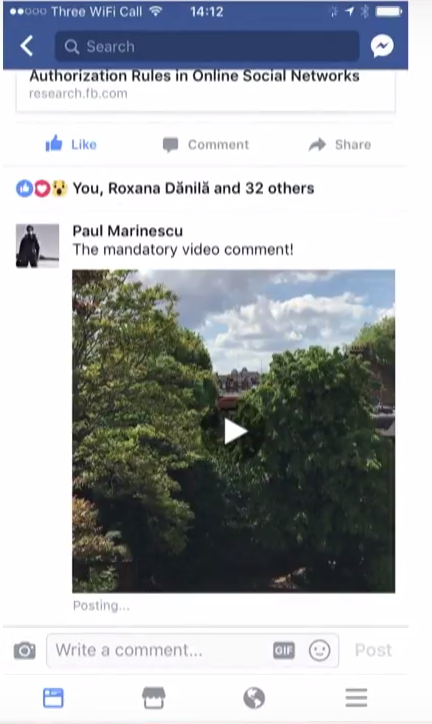 Three WiFi Call 14:12
Search
Authorization Rules in Online Social Networks
research.fb.com
Like Comment Share
You, Roxana Dănilă and 32 others
Paul Marinescu
The mandatory video comment!
Posting...
Write a comment... GIF Post